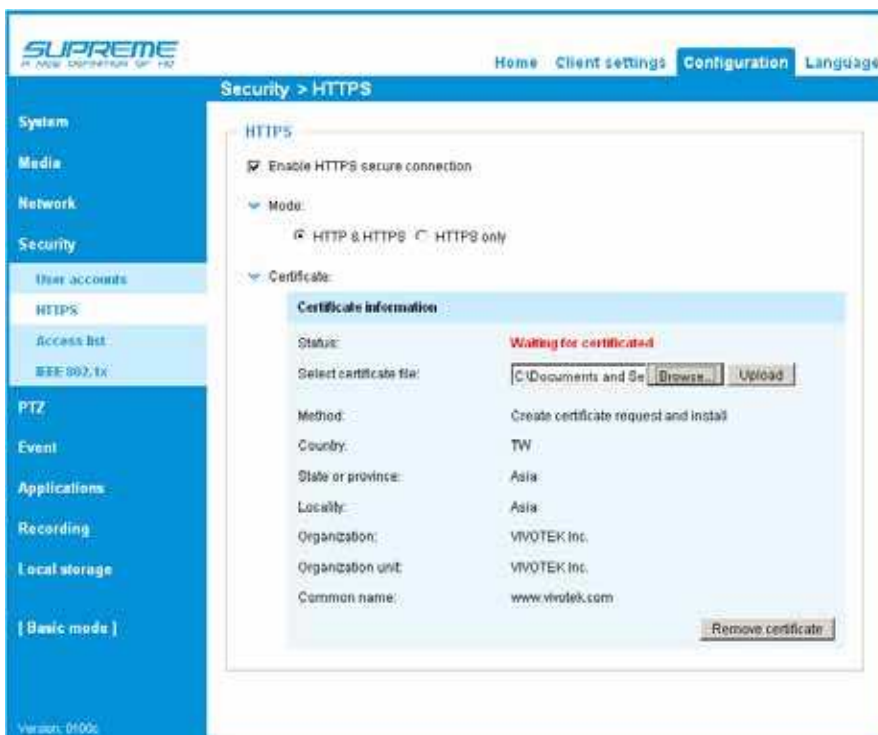 SUPREME
A NEW DEFINITION OF HD
Home Client settings Configuration Language
Security > HTTPS
System
Media
Network
Security
User accounts
HTTPS
Access list
IEEE 802.1x
PTZ
Event
Applications
Recording
Local storage
[ Basic mode ]
Version: 0100c
HTTPS
Enable HTTPS secure connection
Mode:
HTTP & HTTPS HTTPS only
Certificate:
Certificate information
Status: Waiting for certificated
Select certificate file: C:\Documents and Se Browse... Upload
Method: Create certificate request and install
Country: TW
State or province: Asia
Locality: Asia
Organization: VIVOTEK Inc.
Organization unit: VIVOTEK Inc.
Common name: www.vivotek.com
Remove certificate